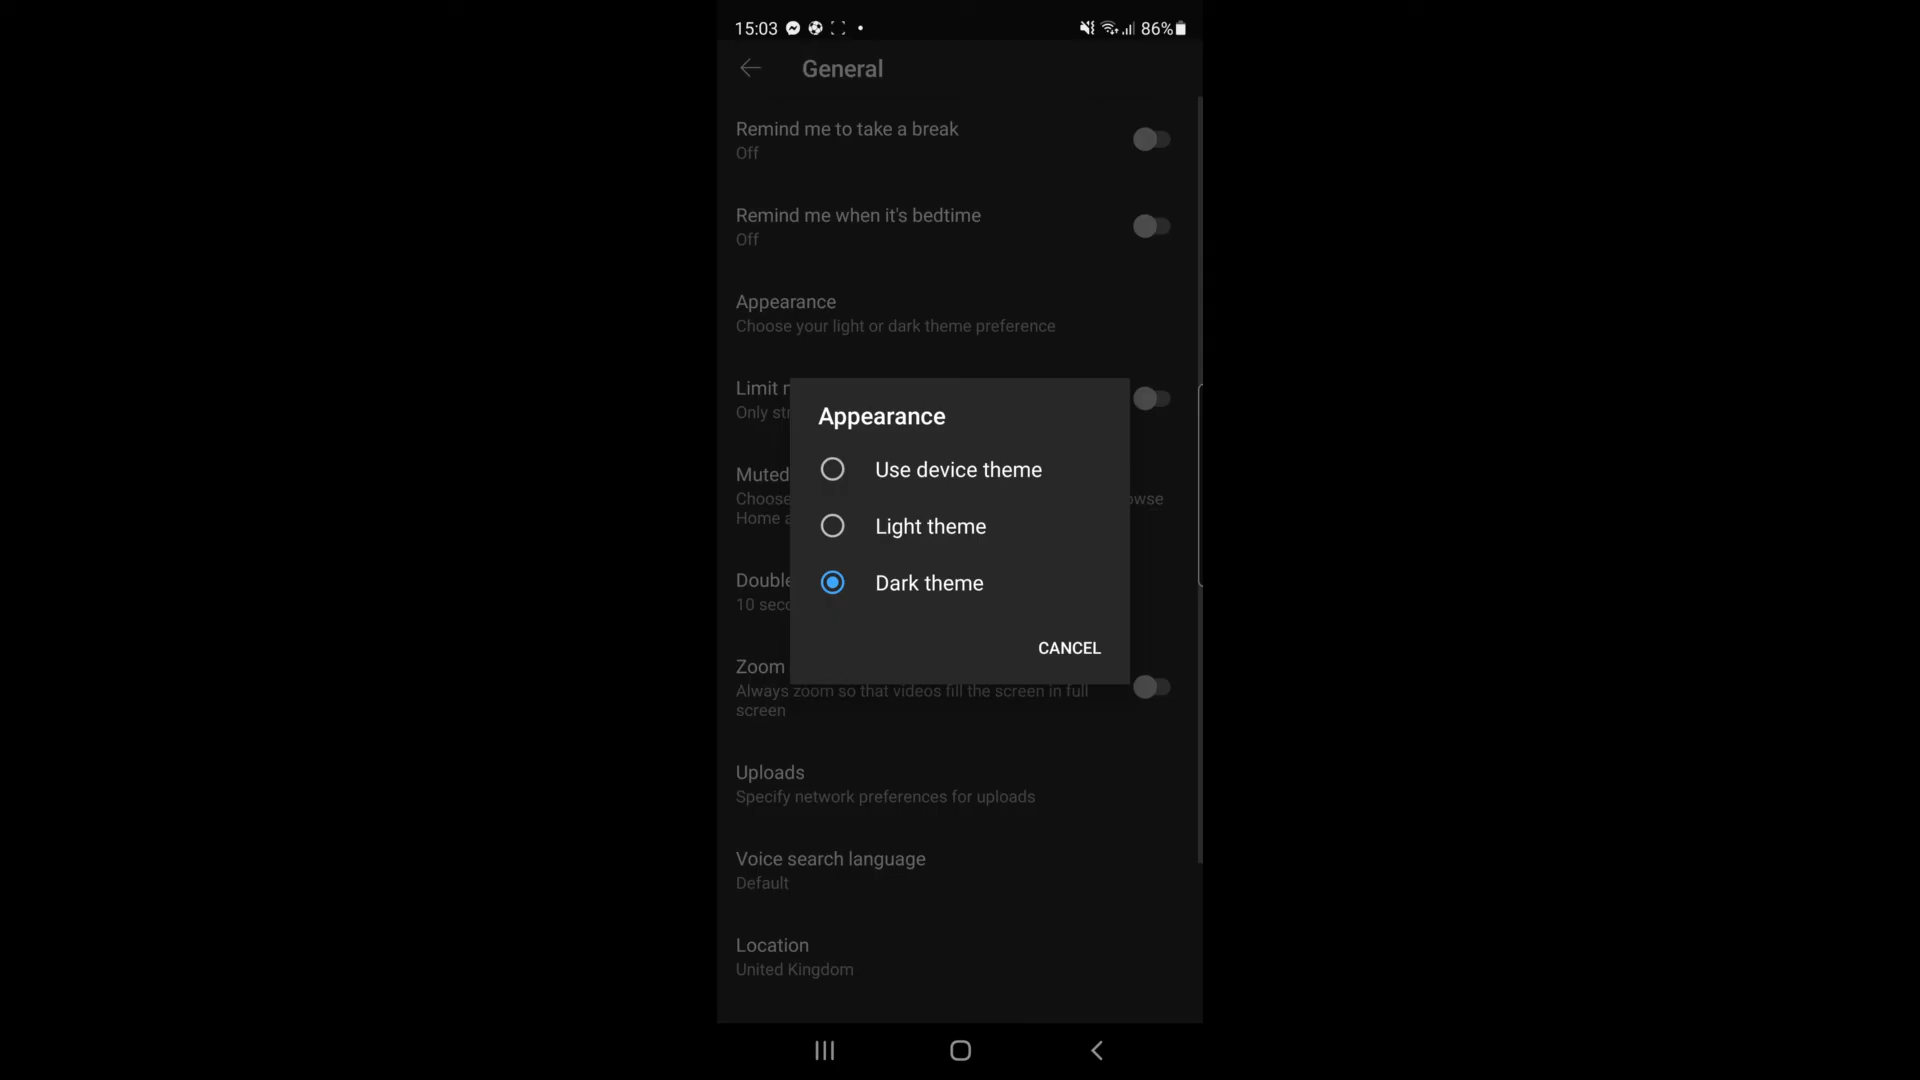 15:03 86%
General
Remind me to take a break
Off
Remind me when it's bedtime
Off
Appearance
Choose your light or dark theme preference
Limit
Only
Appearance
Use device theme
Muted
Choose
Home
Light theme
Double
10
Dark theme
CANCEL
Zoom
Always zoom so that videos fill the screen in full
screen
Uploads
Specify network preferences for uploads
Voice search language
Default
Location
United Kingdom